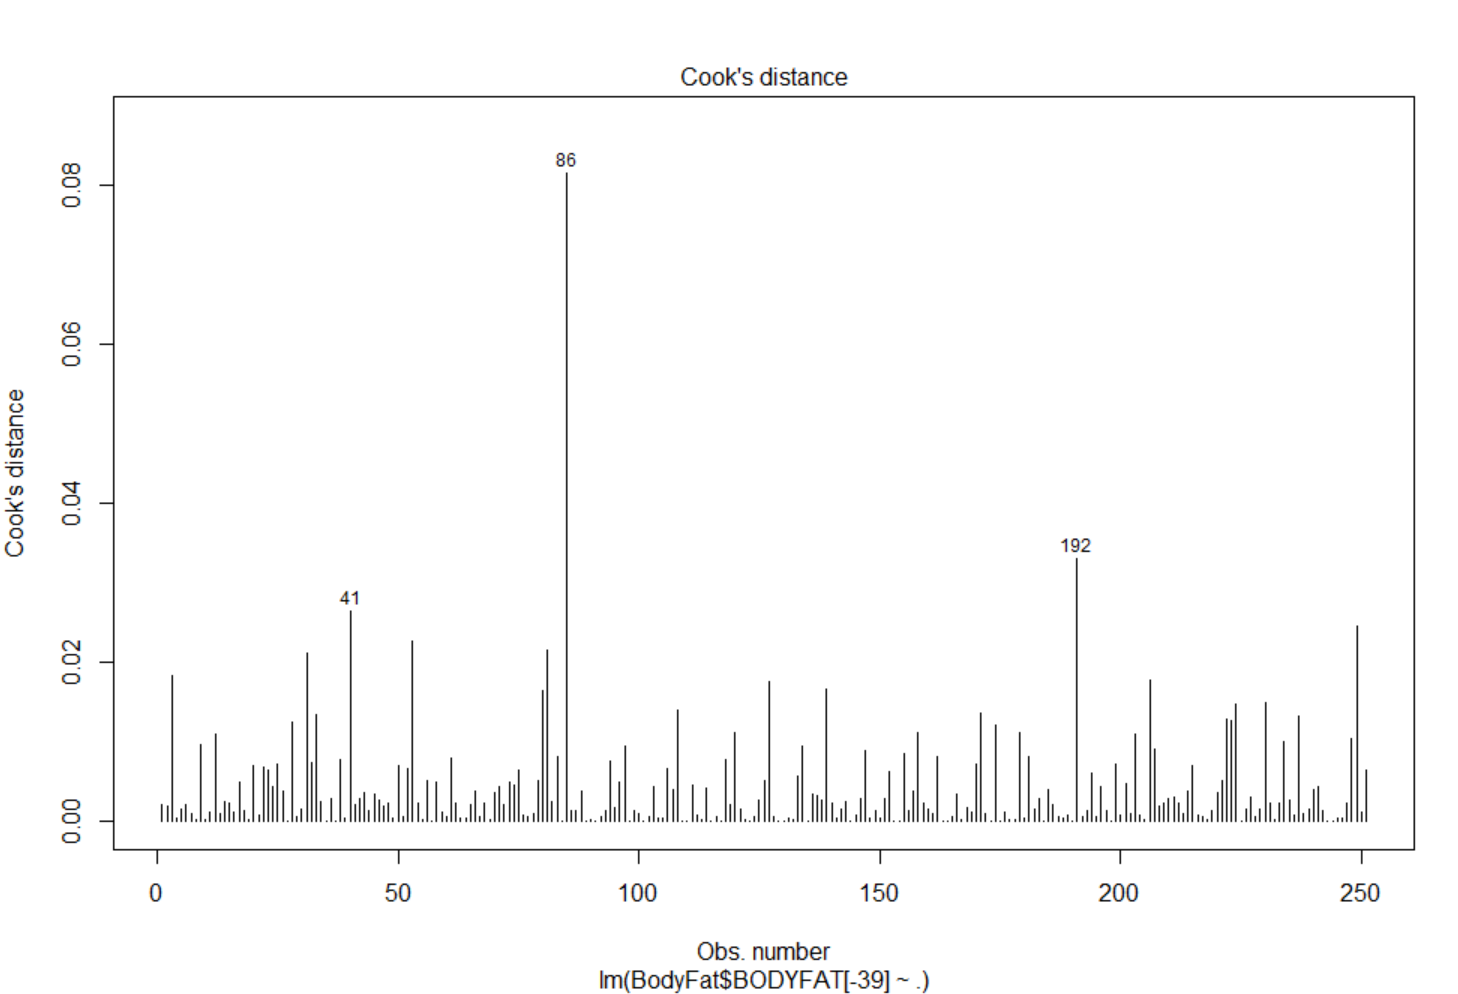 Cook's distance
86
192
41
Cook's distance
0.08
0.06
0.04
0.02
0.00
0 50 100 150 200 250
Obs. number
lm(BodyFat$BODYFAT[-39] ~ .)